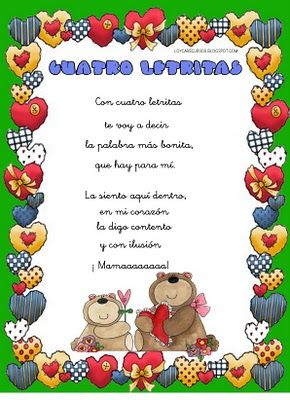 LOYCARECURSOS.BLOGSPOT.COM
CUATRO LETRITAS
Con cuatro letritas
te voy a decir
la palabra más bonita,
que hay para mí.
La siento aquí dentro,
en mi corazón
la digo contento
y con ilusión
¡ Mamaaaaaaaa!